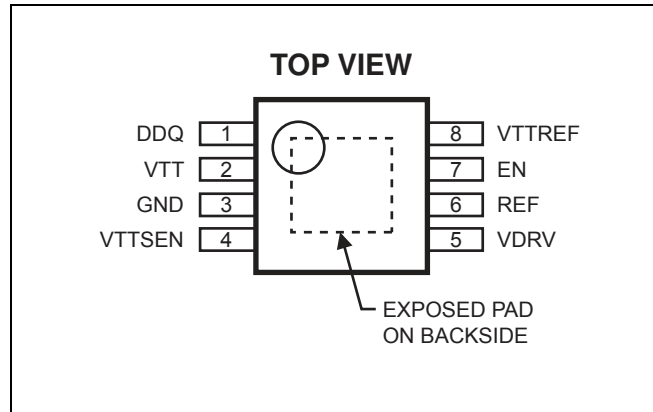 TOP VIEW
DDQ 1 8 VTTREF
VTT 2 7 EN
GND 3 6 REF
VTTSEN 4 5 VDRV
EXPOSED PAD
ON BACKSIDE